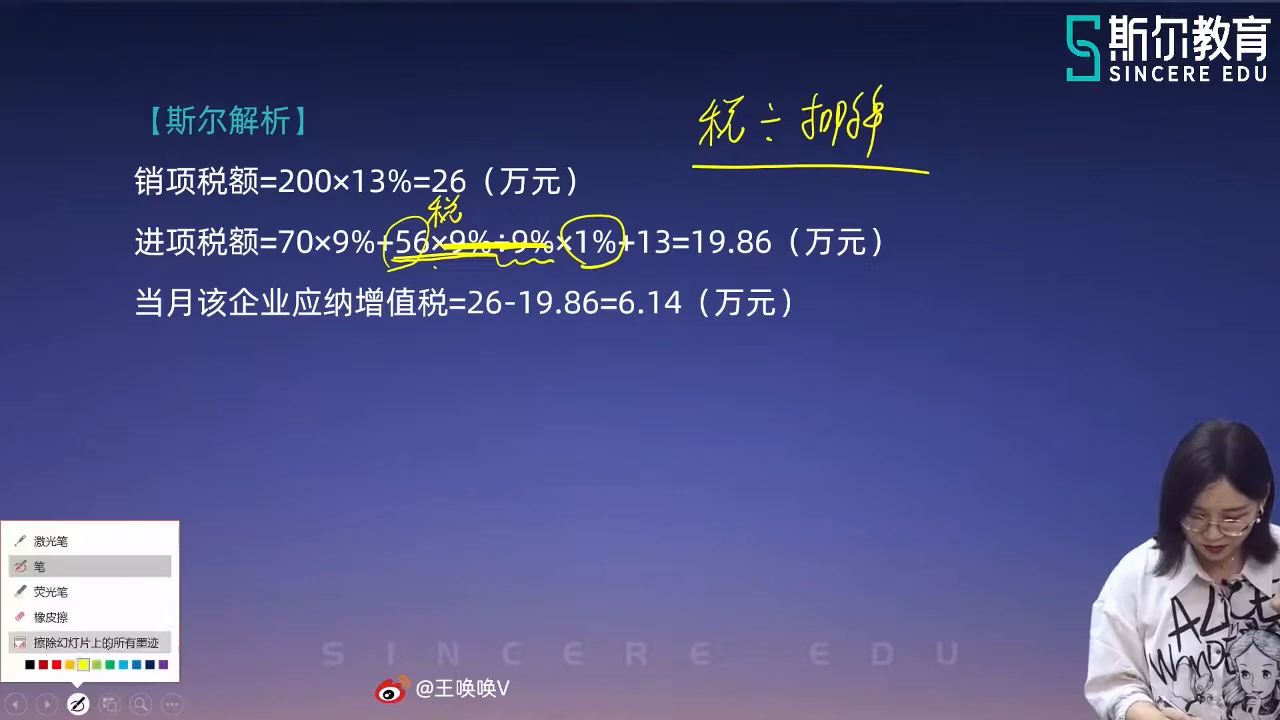 斯尔教育
SINCERE EDU
【斯尔解析】
税÷扣除率
销项税额=200×13%=26（万元）
税
进项税额=70×9%+56×9%÷9%×1%+13=19.86（万元）
当月该企业应纳增值税=26-19.86=6.14（万元）
激光笔
笔
荧光笔
橡皮擦
擦除幻灯片上的所有墨迹
SINCERE EDU
@王唤唤V
ALICE